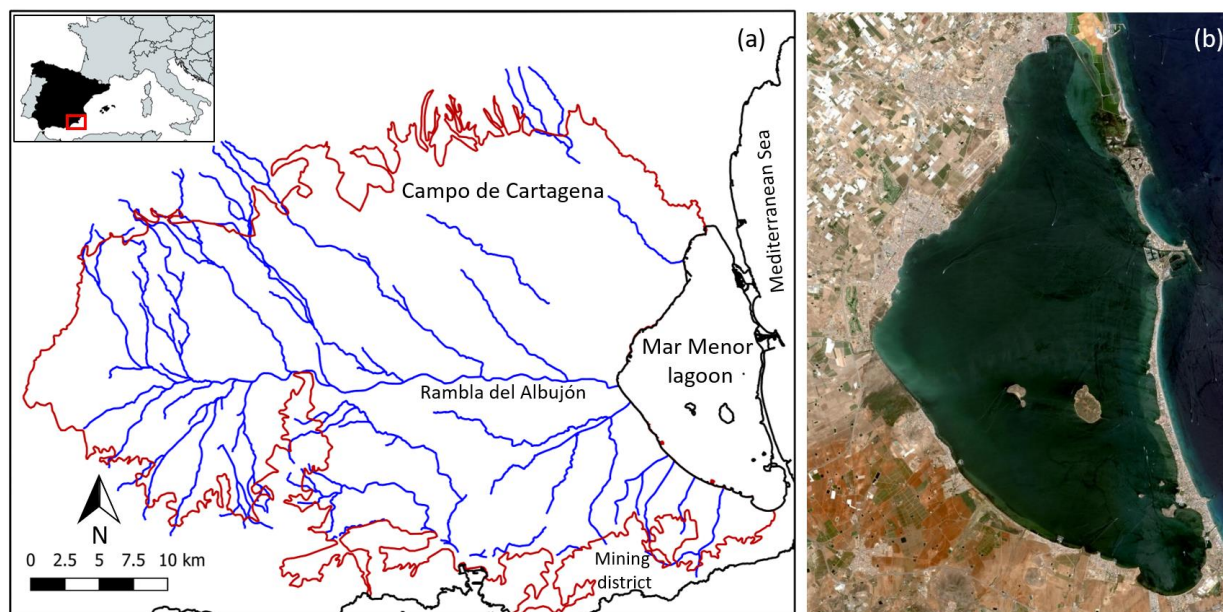 (a)
(b)
Campo de Cartagena
Mediterranean Sea
Mar Menor
lagoon
Rambla del Albujón
N
0 2.5 5 7.5 10 km
Mining
district